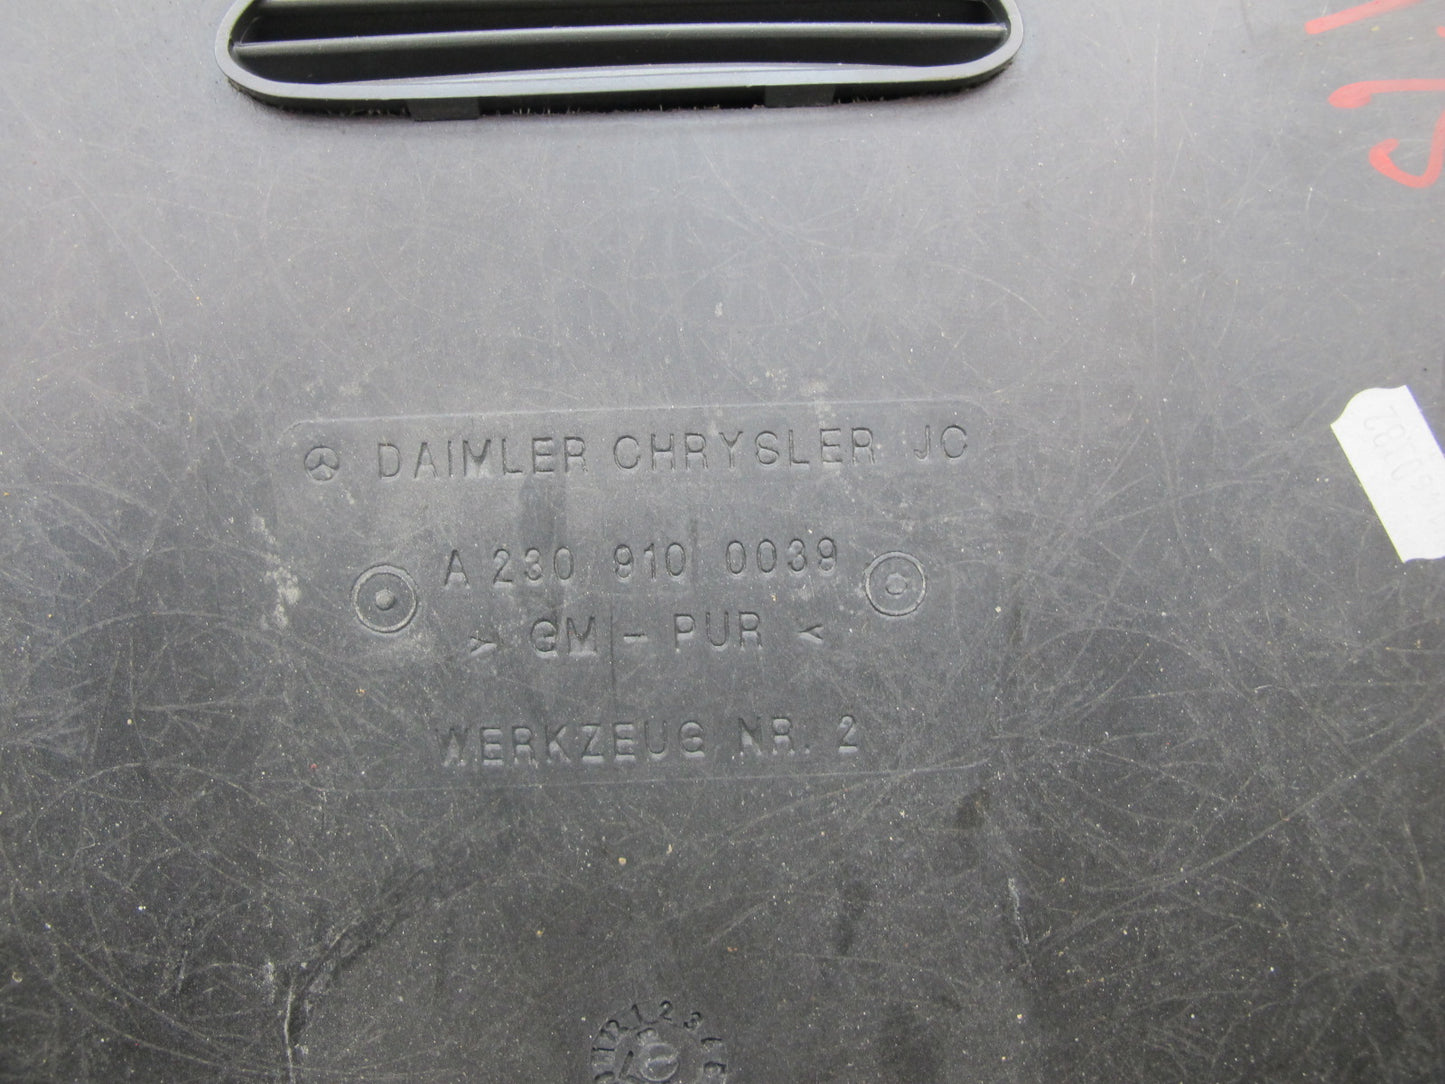 DAIMLER CHRYSLER JC
A 230 910 0039
> GM - PUR <
WERKZEUG NR. 2